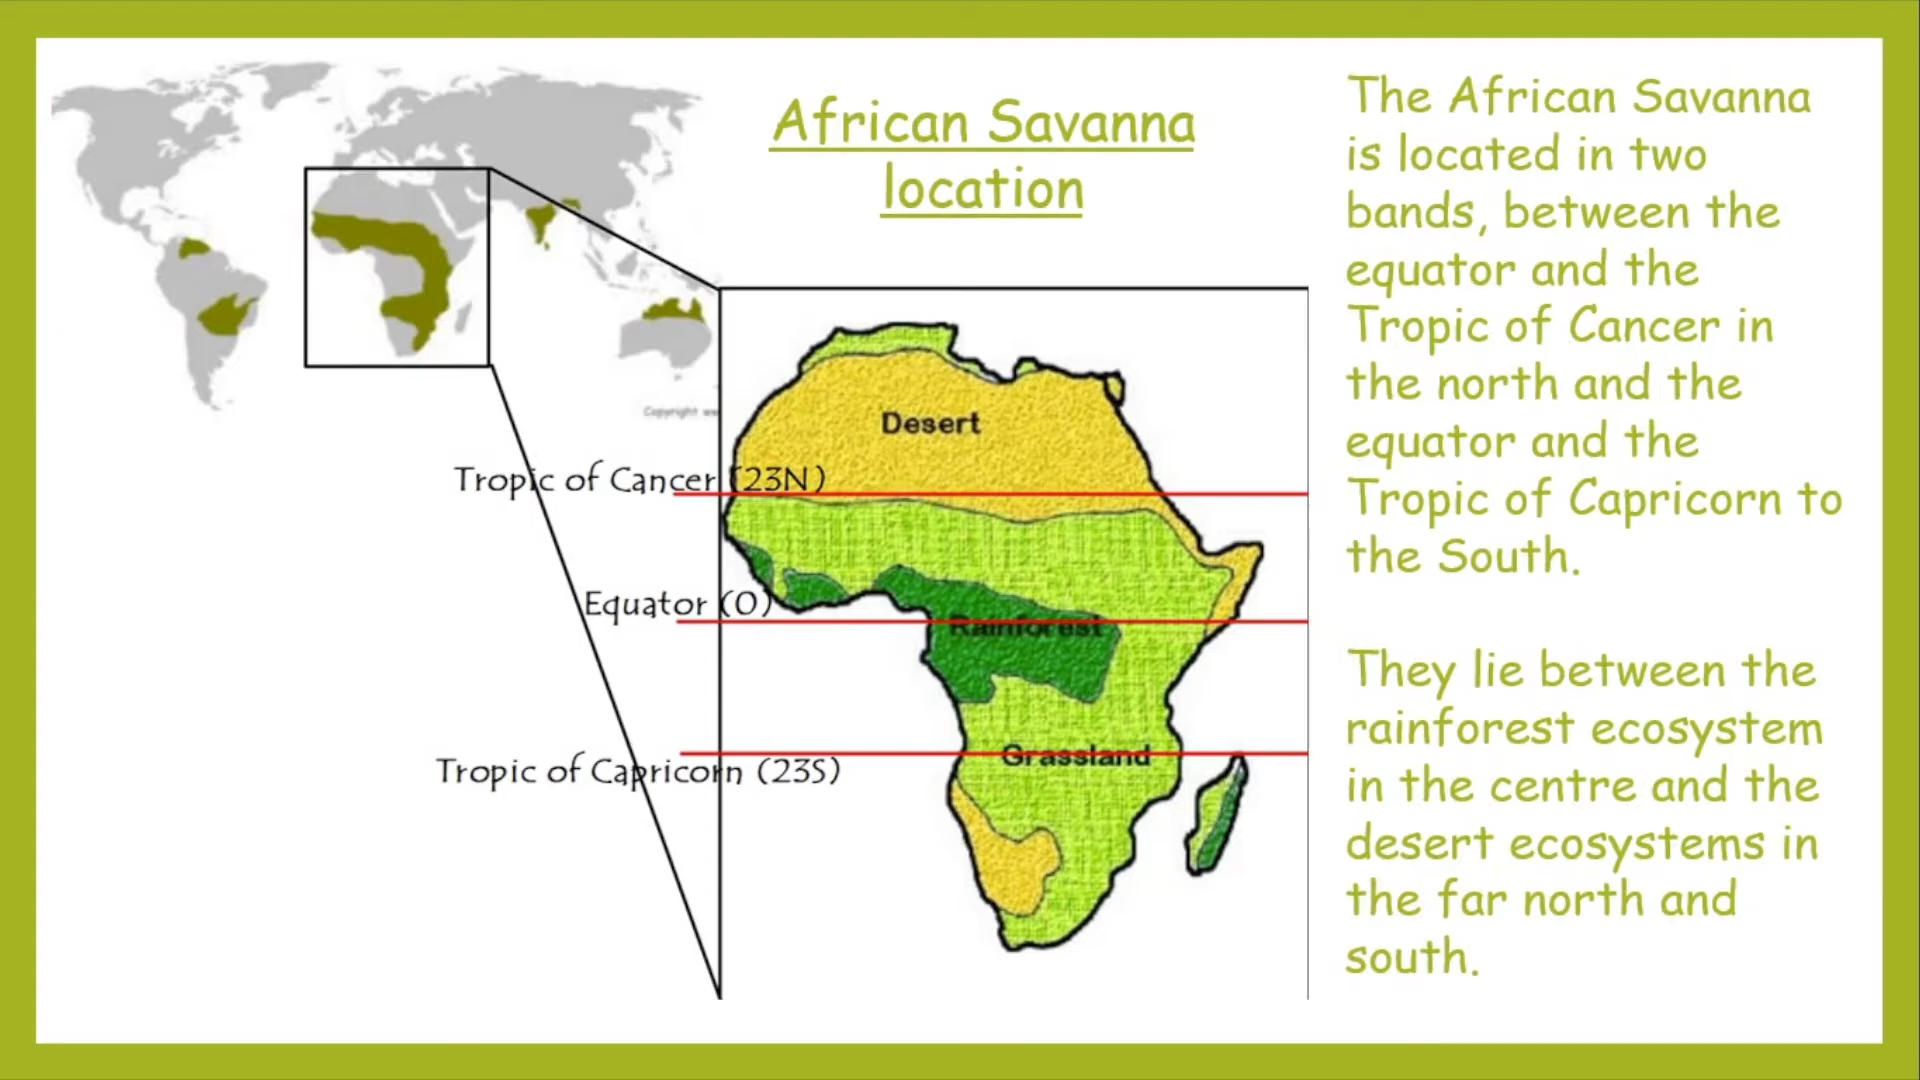 African Savanna
location
The African Savanna
is located in two
bands, between the
equator and the
Tropic of Cancer in
the north and the
equator and the
Tropic of Capricorn to
the South.
They lie between the
rainforest ecosystem
in the centre and the
desert ecosystems in
the far north and
south.
Copyright
Desert
Tropic of Cancer (23N)
Equator (0)
Rainforest
Grassland
Tropic of Capricorn (23S)